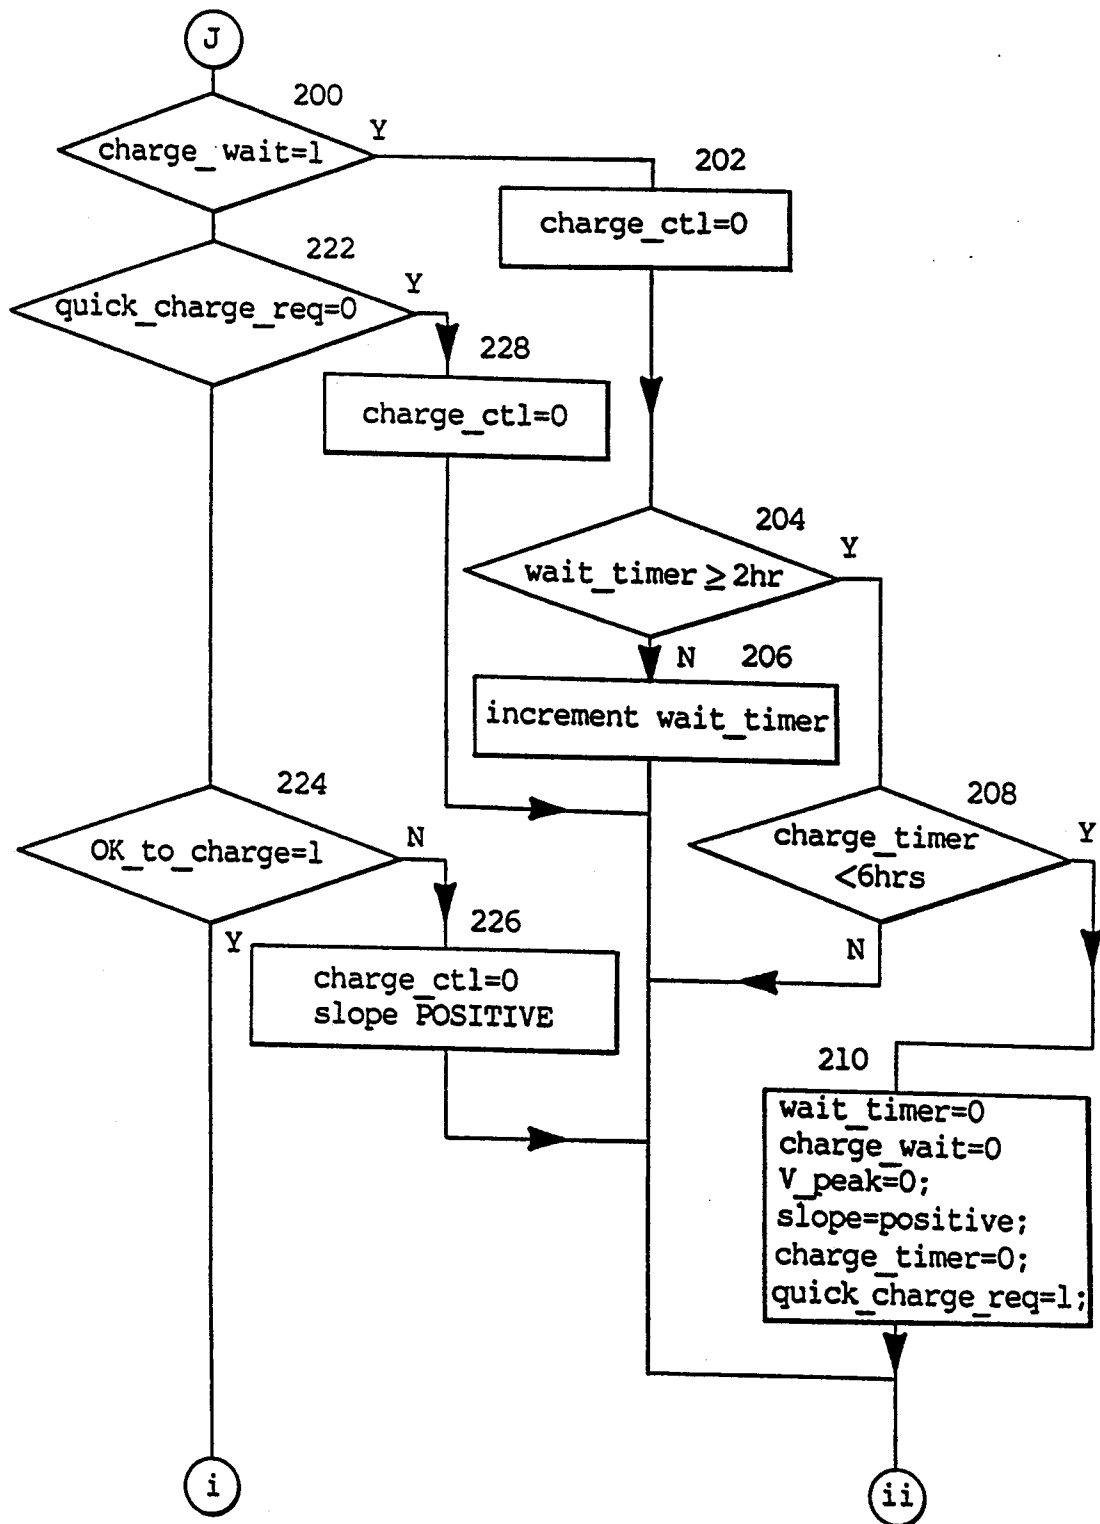 J
200
charge_wait=1
Y
202
charge_ctl=0
222
quick_charge_req=0
Y
228
charge_ctl=0
204
wait_timer ≥ 2hr
Y
N
206
increment wait_timer
224
OK_to_charge=1
N
Y
208
charge_timer
<6hrs
Y
N
226
charge_ctl=0
slope POSITIVE
210
wait_timer=0
charge_wait=0
V_peak=0;
slope=positive;
charge_timer=0;
quick_charge_req=1;
i
ii